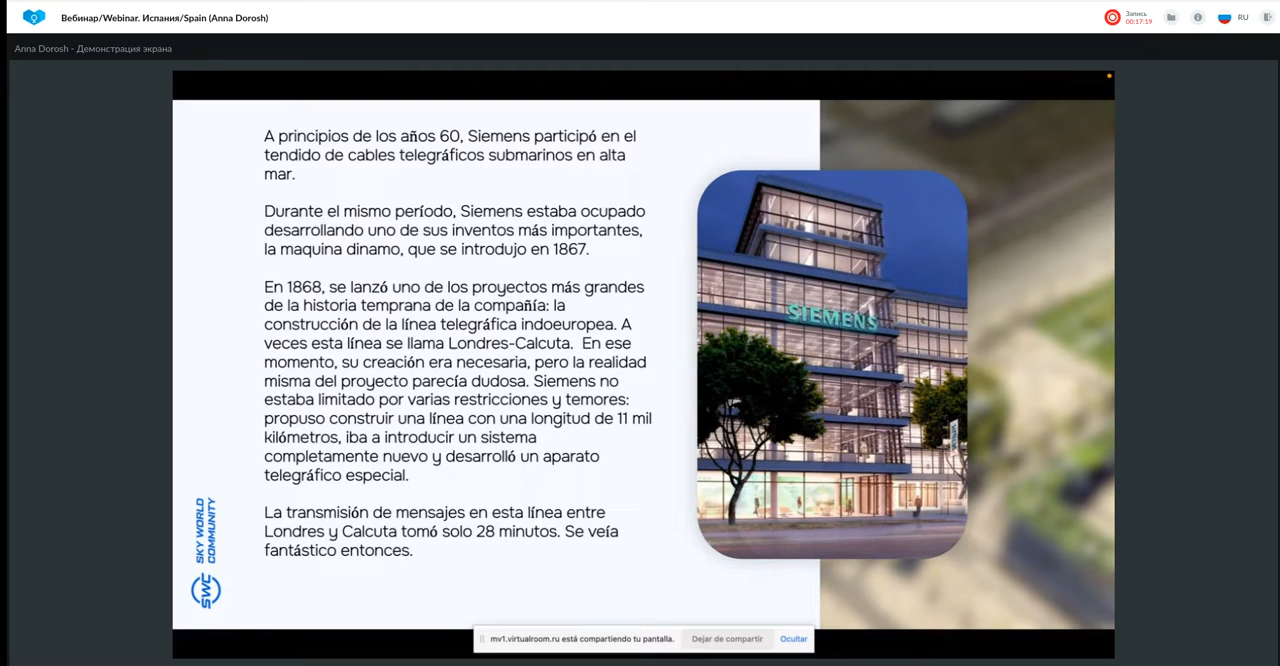 Вебинар/Webinar. Испания/Spain (Anna Dorosh)
Запись
00:17:19
RU
Anna Dorosh - Демонстрация экрана
A principios de los años 60, Siemens participó en el
tendido de cables telegráficos submarinos en alta
mar.
Durante el mismo período, Siemens estaba ocupado
desarrollando uno de sus inventos más importantes,
la maquina dinamo, que se introdujo en 1867.
En 1868, se lanzó uno de los proyectos más grandes
de la historia temprana de la compañía: la
construcción de la línea telegráfica indoeuropea. A
veces esta línea se llama Londres-Calcuta. En ese
momento, su creación era necesaria, pero la realidad
misma del proyecto parecía dudosa. Siemens no
estaba limitado por varias restricciones y temores:
propuso construir una línea con una longitud de 11 mil
kilómetros, iba a introducir un sistema
completamente nuevo y desarrolló un aparato
telegráfico especial.
La transmisión de mensajes en esta línea entre
Londres y Calcuta tomó solo 28 minutos. Se veía
fantástico entonces.
SIEMENS
SIEMENS
SKY WORLD
COMMUNITY
SWC
mv1.virtualroom.ru está compartiendo tu pantalla.
Dejar de compartir
Ocultar